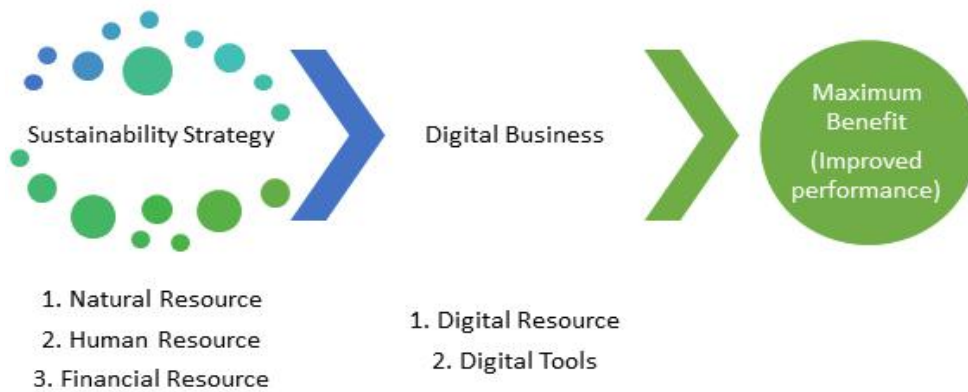 Sustainability Strategy
Digital Business
Maximum
Benefit
(Improved
performance)
1. Natural Resource
2. Human Resource
3. Financial Resource
1. Digital Resource
2. Digital Tools